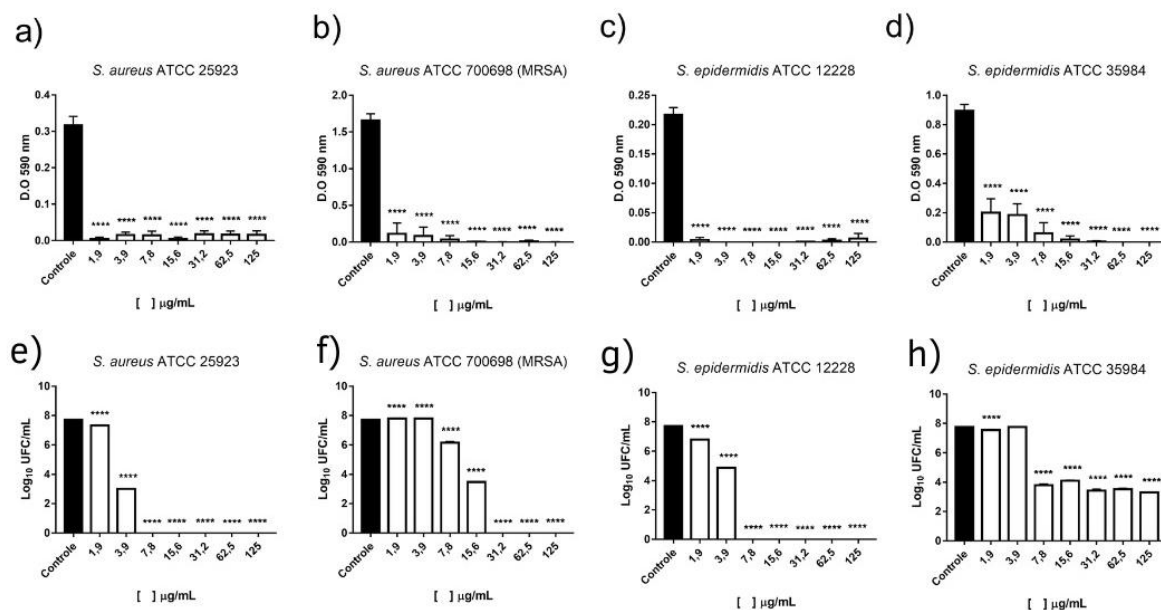 a)
S. aureus ATCC 25923
D.O 590 nm
0.4
0.3
0.2
0.1
0.0
**** **** **** **** **** **** ****
Controle 1,9 3,9 7,8 15,6 31,2 62,5 125
[ ] µg/mL
b)
S. aureus ATCC 700698 (MRSA)
D.O 590 nm
2.0
1.5
1.0
0.5
0.0
**** **** **** **** **** **** ****
Controle 1,9 3,9 7,8 15,6 31,2 62,5 125
[ ] µg/mL
c)
S. epidermidis ATCC 12228
D.O 590 nm
0.25
0.20
0.15
0.10
0.05
0.00
**** **** **** **** **** **** ****
Controle 1,9 3,9 7,8 15,6 31,2 62,5 125
[ ] µg/mL
d)
S. epidermidis ATCC 35984
D.O 590 nm
1.0
0.8
0.6
0.4
0.2
0.0
**** **** **** **** **** **** ****
Controle 1,9 3,9 7,8 15,6 31,2 62,5 125
[ ] µg/mL
e)
S. aureus ATCC 25923
Log10 UFC/mL
10
8
6
4
2
0
**** **** **** **** **** **** ****
Controle 1,9 3,9 7,8 15,6 31,2 62,5 125
[ ] µg/mL
f)
S. aureus ATCC 700698 (MRSA)
Log10 UFC/mL
10
8
6
4
2
0
**** **** **** **** **** **** ****
Controle 1,9 3,9 7,8 15,6 31,2 62,5 125
[ ] µg/mL
g)
S. epidermidis ATCC 12228
Log10 UFC/mL
10
8
6
4
2
0
**** **** **** **** **** **** ****
Controle 1,9 3,9 7,8 15,6 31,2 62,5 125
[ ] µg/mL
h)
S. epidermidis ATCC 35984
Log10 UFC/mL
10
8
6
4
2
0
**** **** **** **** **** ****
Controle 1,9 3,9 7,8 15,6 31,2 62,5 125
[ ] µg/mL